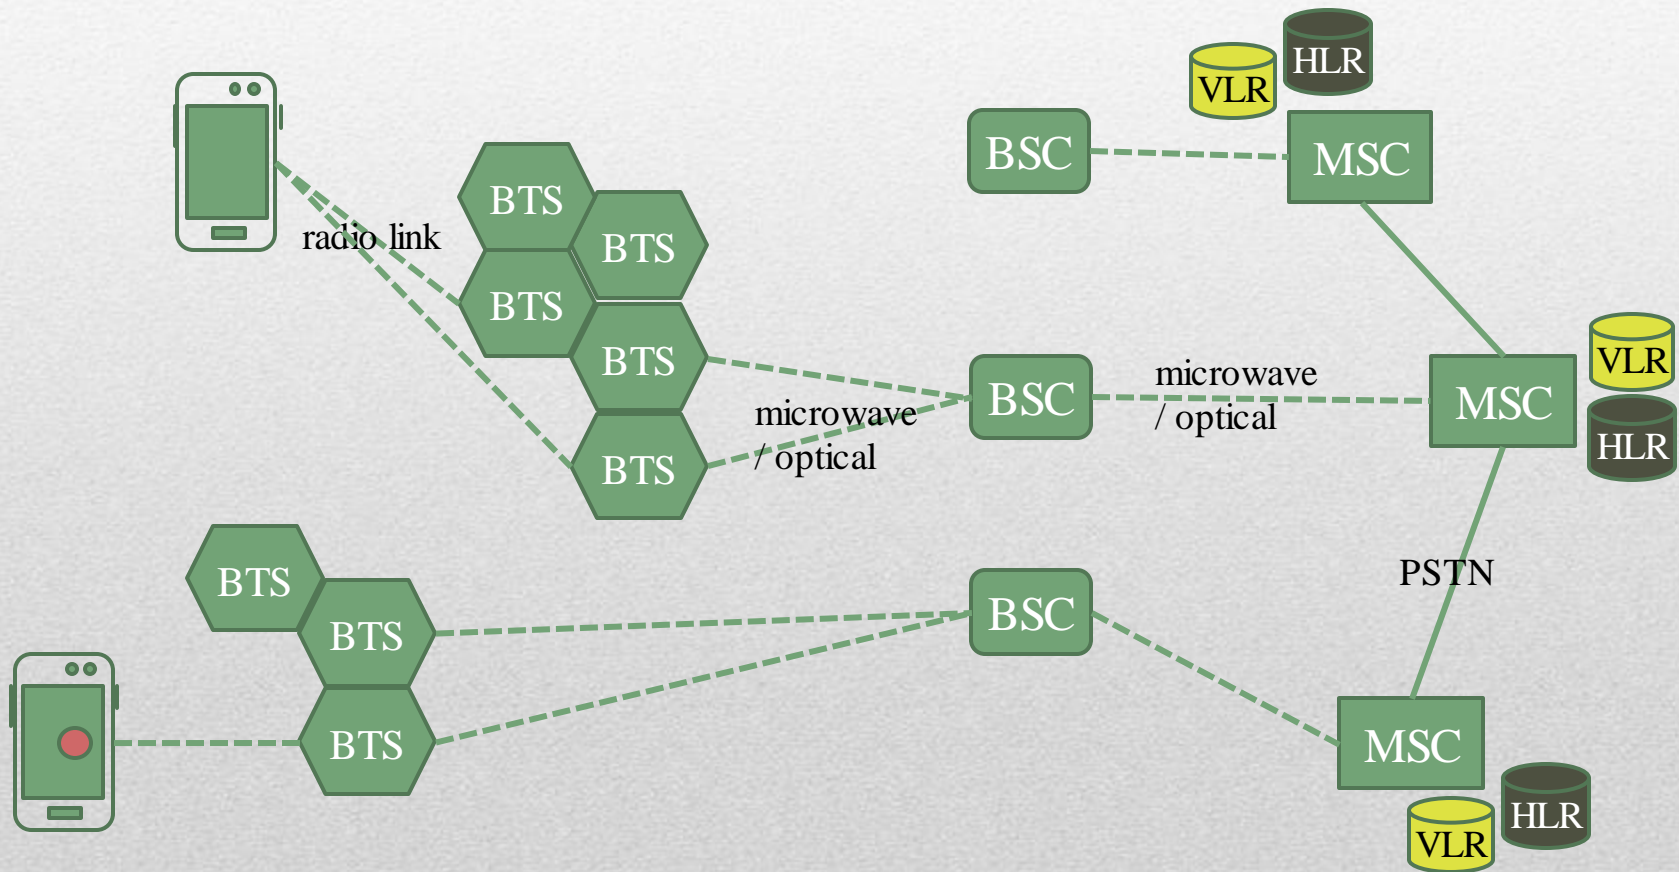 HLR
VLR
BSC
MSC
BTS
radio link
BTS
BTS
VLR
BTS
microwave
/ optical
BSC
microwave
/ optical
MSC
HLR
BTS
PSTN
BTS
BSC
BTS
BTS
MSC
HLR
VLR